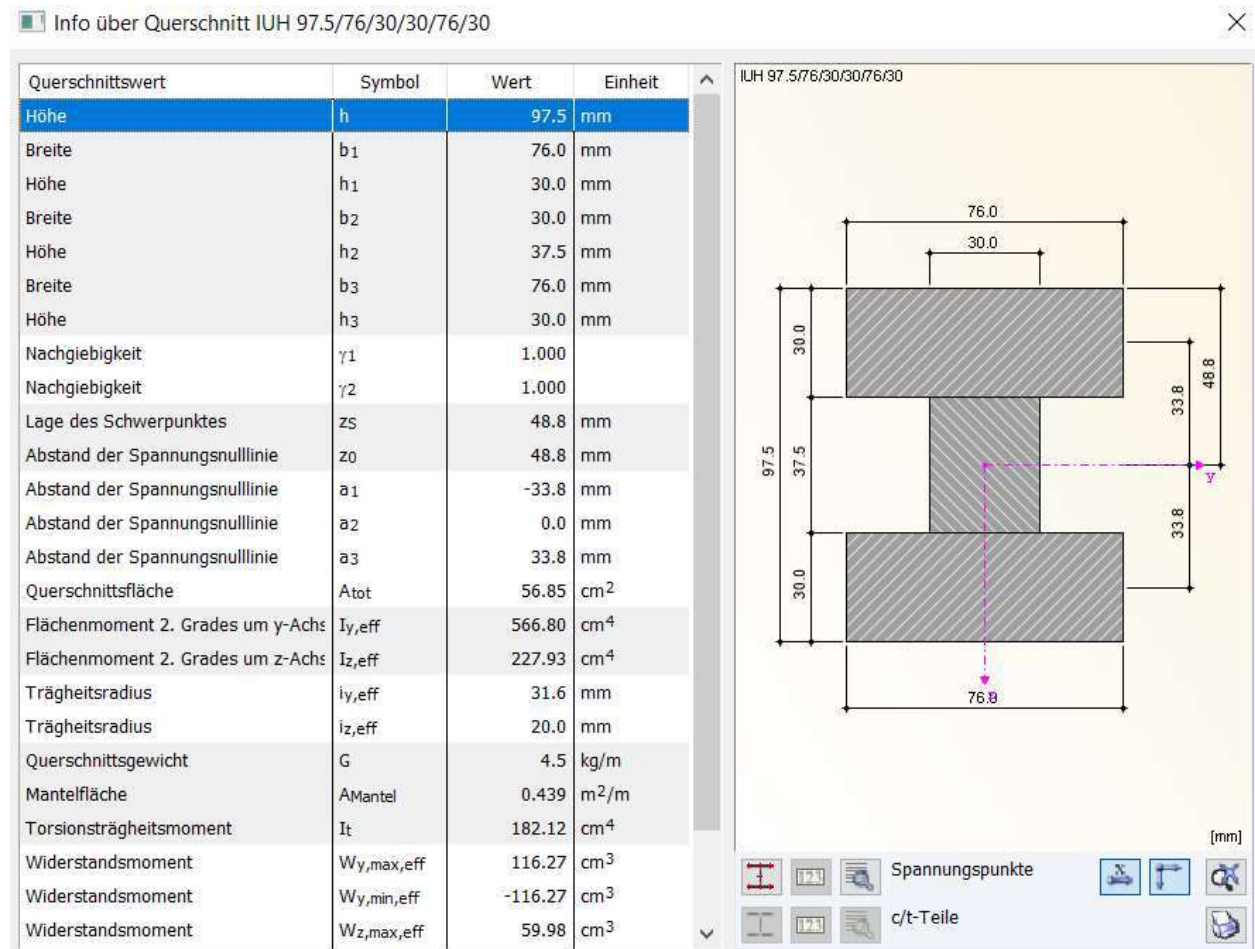 Info über Querschnitt IUH 97.5/76/30/30/76/30
Querschnittswert Symbol Wert Einheit
Höhe h 97.5 mm
Breite b1 76.0 mm
Höhe h1 30.0 mm
Breite b2 30.0 mm
Höhe h2 37.5 mm
Breite b3 76.0 mm
Höhe h3 30.0 mm
Nachgiebigkeit γ1 1.000
Nachgiebigkeit γ2 1.000
Lage des Schwerpunktes zS 48.8 mm
Abstand der Spannungsnulllinie z0 48.8 mm
Abstand der Spannungsnulllinie a1 -33.8 mm
Abstand der Spannungsnulllinie a2 0.0 mm
Abstand der Spannungsnulllinie a3 33.8 mm
Querschnittsfläche Atot 56.85 cm2
Flächenmoment 2. Grades um y-Achs Iy,eff 566.80 cm4
Flächenmoment 2. Grades um z-Achs Iz,eff 227.93 cm4
Trägheitsradius iy,eff 31.6 mm
Trägheitsradius iz,eff 20.0 mm
Querschnittsgewicht G 4.5 kg/m
Mantelfläche AMantel 0.439 m2/m
Torsionsträgheitsmoment It 182.12 cm4
Widerstandsmoment Wy,max,eff 116.27 cm3
Widerstandsmoment Wy,min,eff -116.27 cm3
Widerstandsmoment Wz,max,eff 59.98 cm3
IUH 97.5/76/30/30/76/30
76.0
30.0
30.0
48.8
33.8
97.5
37.5
y
33.8
30.0
76.0
[mm]
Spannungspunkte
c/t-Teile